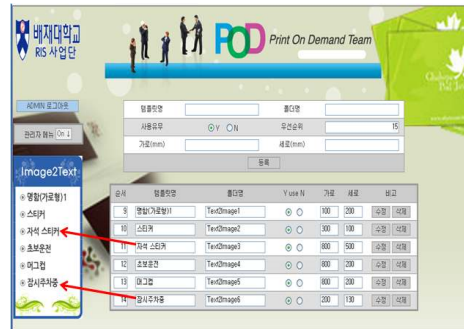 배재대학교
RIS 사업단
POD Print On Demand Team
ADMIN 로그아웃
관리자 메뉴 On ↓
템플릿명
폴더명
사용유무 Y N
우선순위 15
가로(mm)
세로(mm)
등록
Image2Text
명함(가로형)1
스티커
자석 스티커
초보운전
머그컵
잠시주차중
순서 템플릿명 폴더명 Y use N 가로 세로 비고
9 명함(가로형)1 Text2Image1 100 200 수정 삭제
10 스티커 Text2Image2 300 100 수정 삭제
11 자석 스티커 Text2Image3 800 500 수정 삭제
12 초보운전 Text2Image4 800 200 수정 삭제
13 머그컵 Text2Image5 800 200 수정 삭제
14 잠시주차중 Text2Image6 200 130 수정 삭제